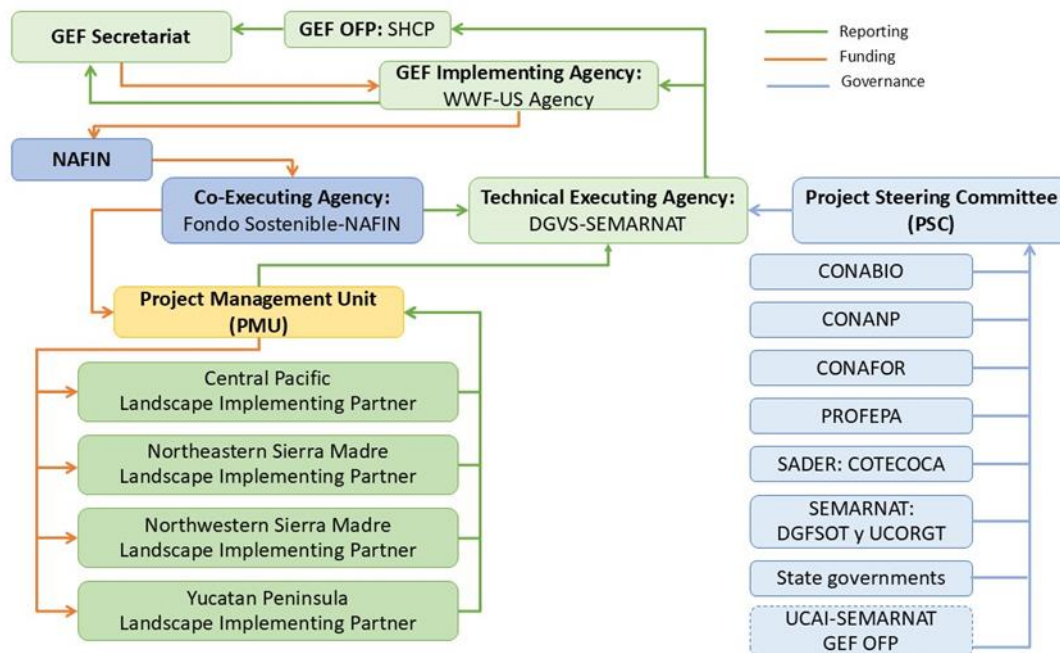 GEF Secretariat
GEF OFP: SHCP
GEF Implementing Agency:
WWF-US Agency
Reporting
Funding
Governance
NAFIN
Co-Executing Agency:
Fondo Sostenible-NAFIN
Technical Executing Agency:
DGVS-SEMARNAT
Project Steering Committee
(PSC)
Project Management Unit
(PMU)
Central Pacific
Landscape Implementing Partner
Northeastern Sierra Madre
Landscape Implementing Partner
Northwestern Sierra Madre
Landscape Implementing Partner
Yucatan Peninsula
Landscape Implementing Partner
CONABIO
CONANP
CONAFOR
PROFEPA
SADER: COTECOCA
SEMARNAT:
DGFSOT y UCORGT
State governments
UCAI-SEMARNAT
GEF OFP